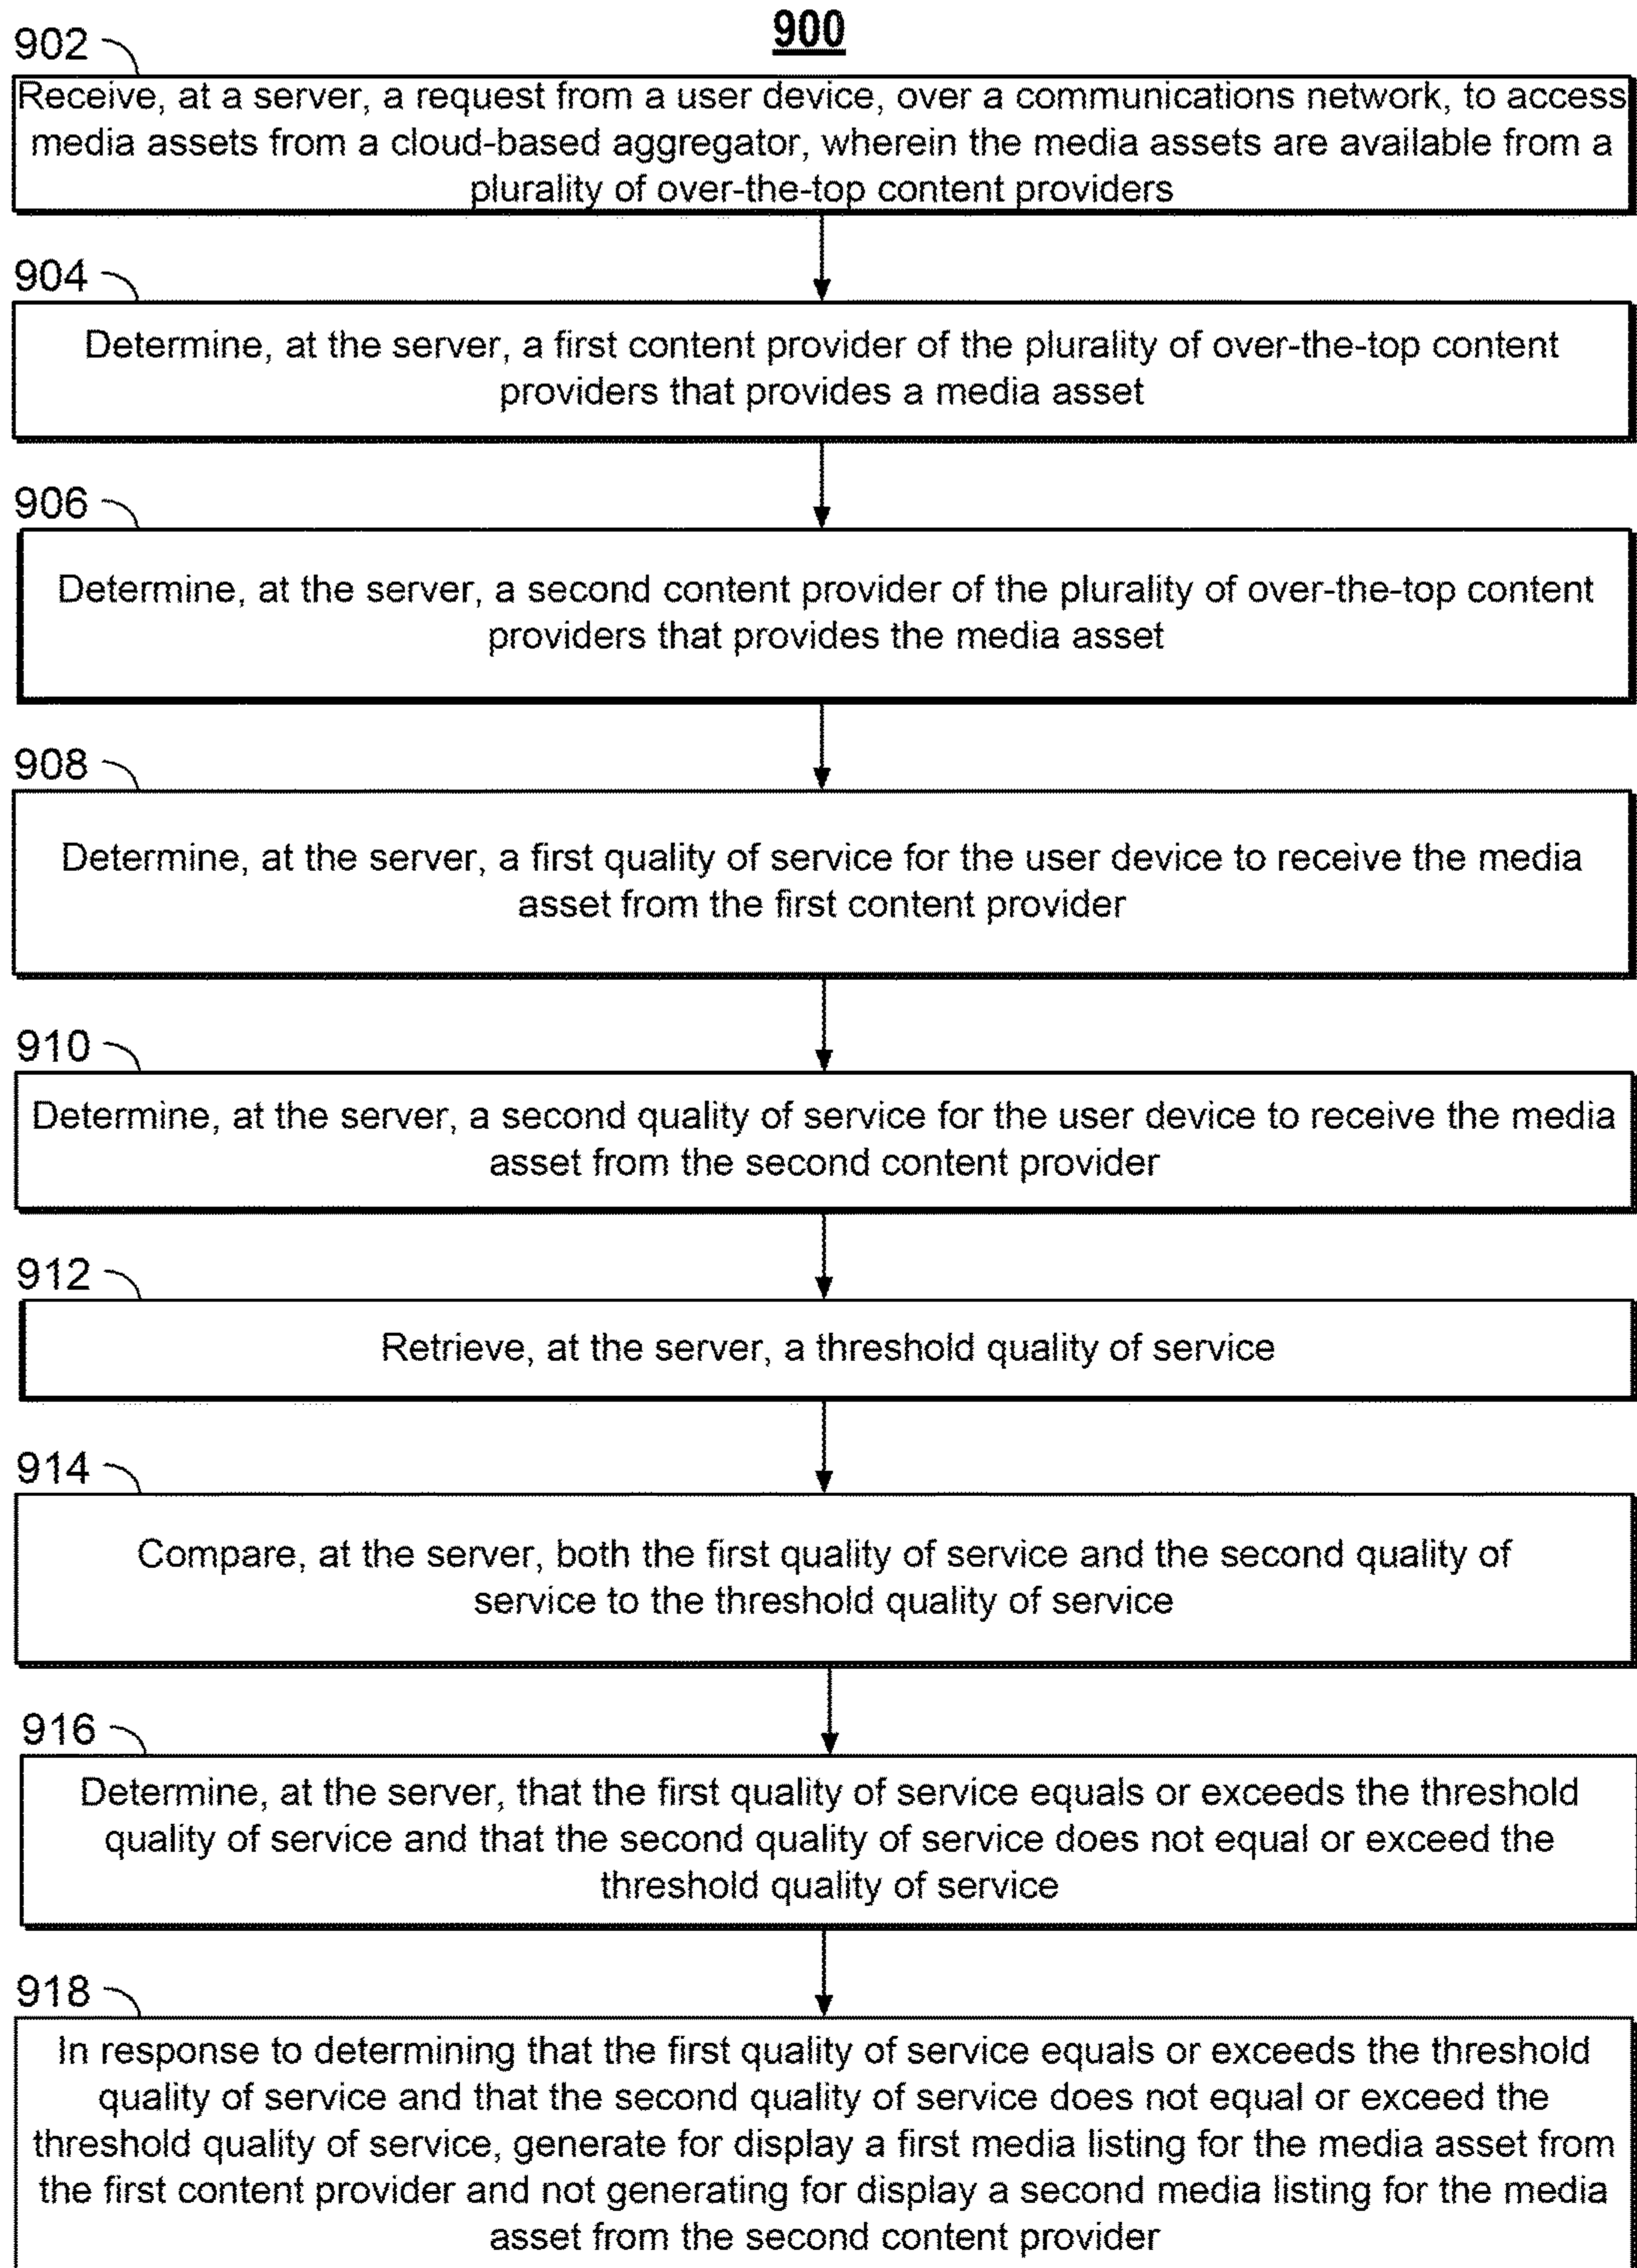 900
902
Receive, at a server, a request from a user device, over a communications network, to access
media assets from a cloud-based aggregator, wherein the media assets are available from a
plurality of over-the-top content providers
904
Determine, at the server, a first content provider of the plurality of over-the-top content
providers that provides a media asset
906
Determine, at the server, a second content provider of the plurality of over-the-top content
providers that provides the media asset
908
Determine, at the server, a first quality of service for the user device to receive the media
asset from the first content provider
910
Determine, at the server, a second quality of service for the user device to receive the media
asset from the second content provider
912
Retrieve, at the server, a threshold quality of service
914
Compare, at the server, both the first quality of service and the second quality of
service to the threshold quality of service
916
Determine, at the server, that the first quality of service equals or exceeds the threshold
quality of service and that the second quality of service does not equal or exceed the
threshold quality of service
918
In response to determining that the first quality of service equals or exceeds the threshold
quality of service and that the second quality of service does not equal or exceed the
threshold quality of service, generate for display a first media listing for the media asset from
the first content provider and not generating for display a second media listing for the media
asset from the second content provider